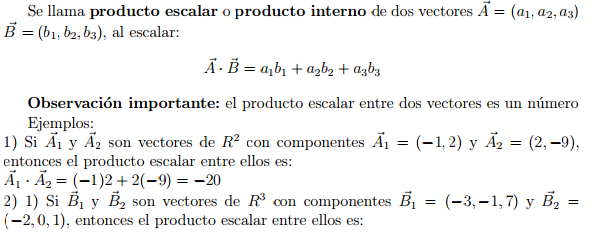 Se llama producto escalar o producto interno de dos vectores \(\vec{A} = (a_1, a_2, a_3)\)
\(\vec{B} = (b_1, b_2, b_3)\), al escalar:
\(\vec{A} \cdot \vec{B} = a_1b_1 + a_2b_2 + a_3b_3\)
Observación importante: el producto escalar entre dos vectores es un número
Ejemplos:
1) Si \(\vec{A}_1\) y \(\vec{A}_2\) son vectores de \(R^2\) con componentes \(\vec{A}_1 = (-1, 2)\) y \(\vec{A}_2 = (2, -9)\),
entonces el producto escalar entre ellos es:
\(\vec{A}_1 \cdot \vec{A}_2 = (-1)2 + 2(-9) = -20\)
2) 1) Si \(\vec{B}_1\) y \(\vec{B}_2\) son vectores de \(R^3\) con componentes \(\vec{B}_1 = (-3, -1, 7)\) y \(\vec{B}_2 =\)
\((-2, 0, 1)\), entonces el producto escalar entre ellos es: